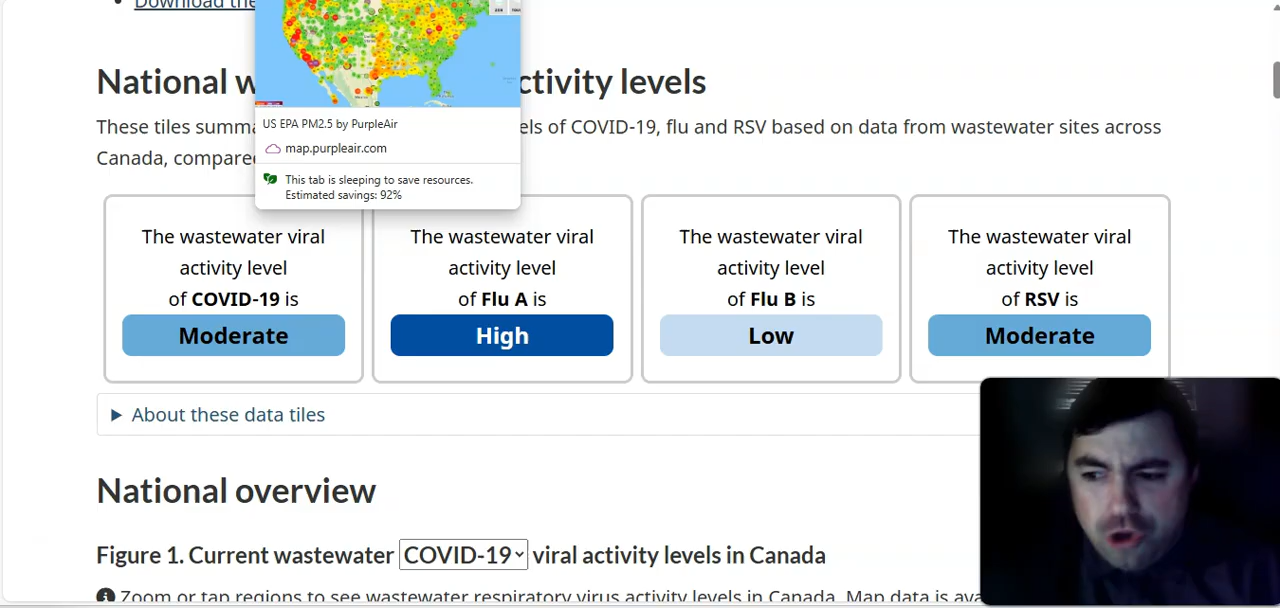 Download the
National w
ctivity levels
These tiles summa
els of COVID-19, flu and RSV based on data from wastewater sites across
Canada, compare
US EPA PM2.5 by PurpleAir
map.purpleair.com
This tab is sleeping to save resources.
Estimated savings: 92%
The wastewater viral
activity level
of COVID-19 is
Moderate
The wastewater viral
activity level
of Flu A is
High
The wastewater viral
activity level
of Flu B is
Low
The wastewater viral
activity level
of RSV is
Moderate
About these data tiles
National overview
Figure 1. Current wastewater COVID-19 viral activity levels in Canada
Zoom or tap regions to see wastewater respiratory virus activity levels in Canada. Map data is ava